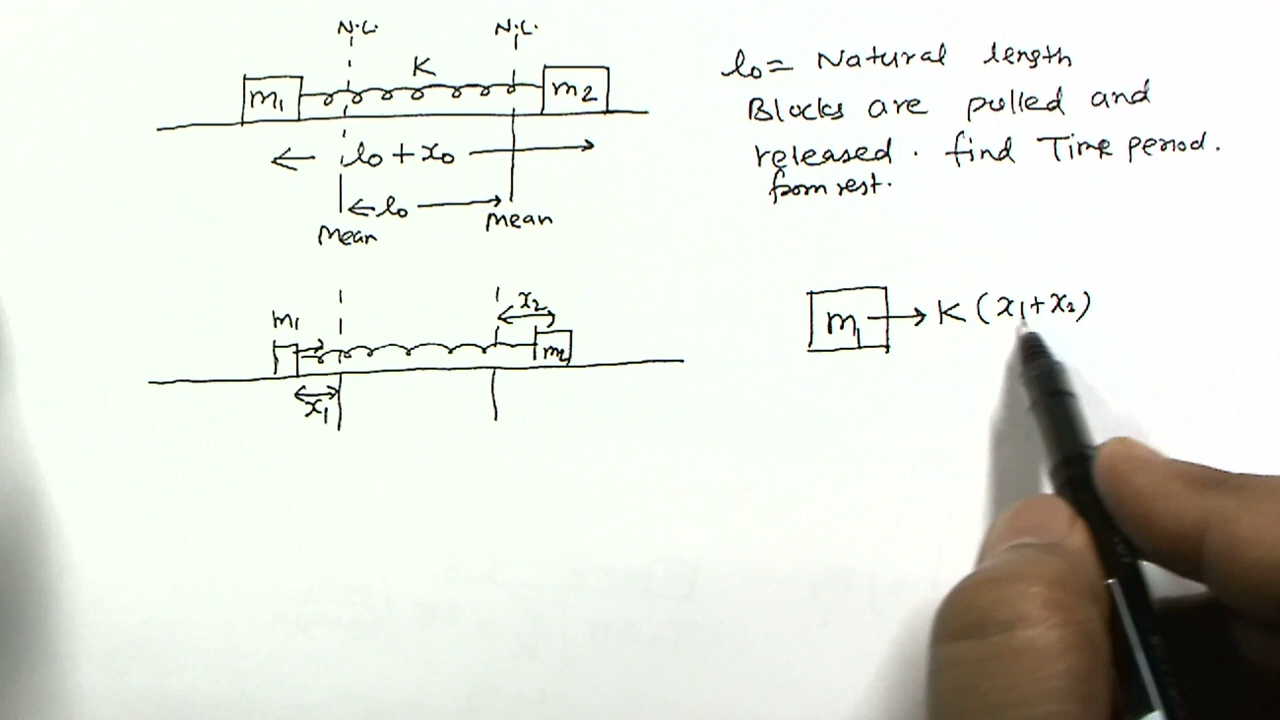 N.L. N.L.
K
m1 m2
l0 + x0
l0
Mean Mean
l0 = Natural length
Blocks are pulled and
released. find Time period.
from rest.
x2
m1 m2
x1
m1 → K (x1+x2)